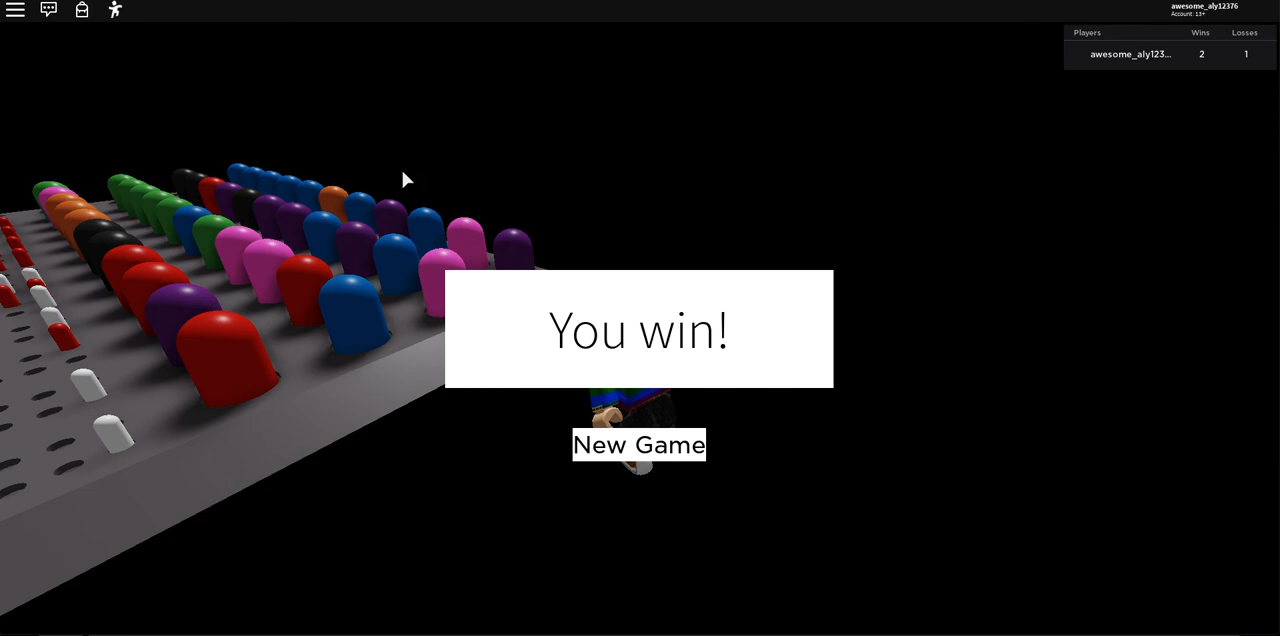 awesome_aly12376
Account: 13+
Players Wins Losses
awesome_aly123... 2 1
You win!
New Game